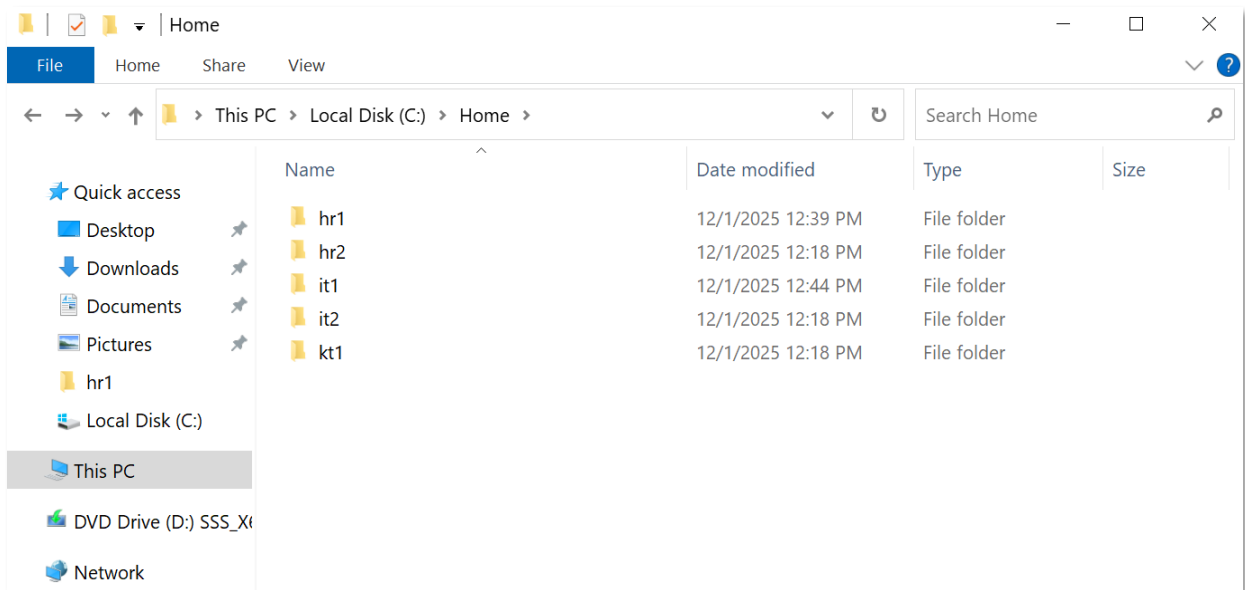 Home
File Home Share View
This PC > Local Disk (C:) > Home >
Search Home
Quick access
Desktop
Downloads
Documents
Pictures
hr1
Local Disk (C:)
This PC
DVD Drive (D:) SSS_X6
Network
Name Date modified Type Size
hr1 12/1/2025 12:39 PM File folder
hr2 12/1/2025 12:18 PM File folder
it1 12/1/2025 12:44 PM File folder
it2 12/1/2025 12:18 PM File folder
kt1 12/1/2025 12:18 PM File folder